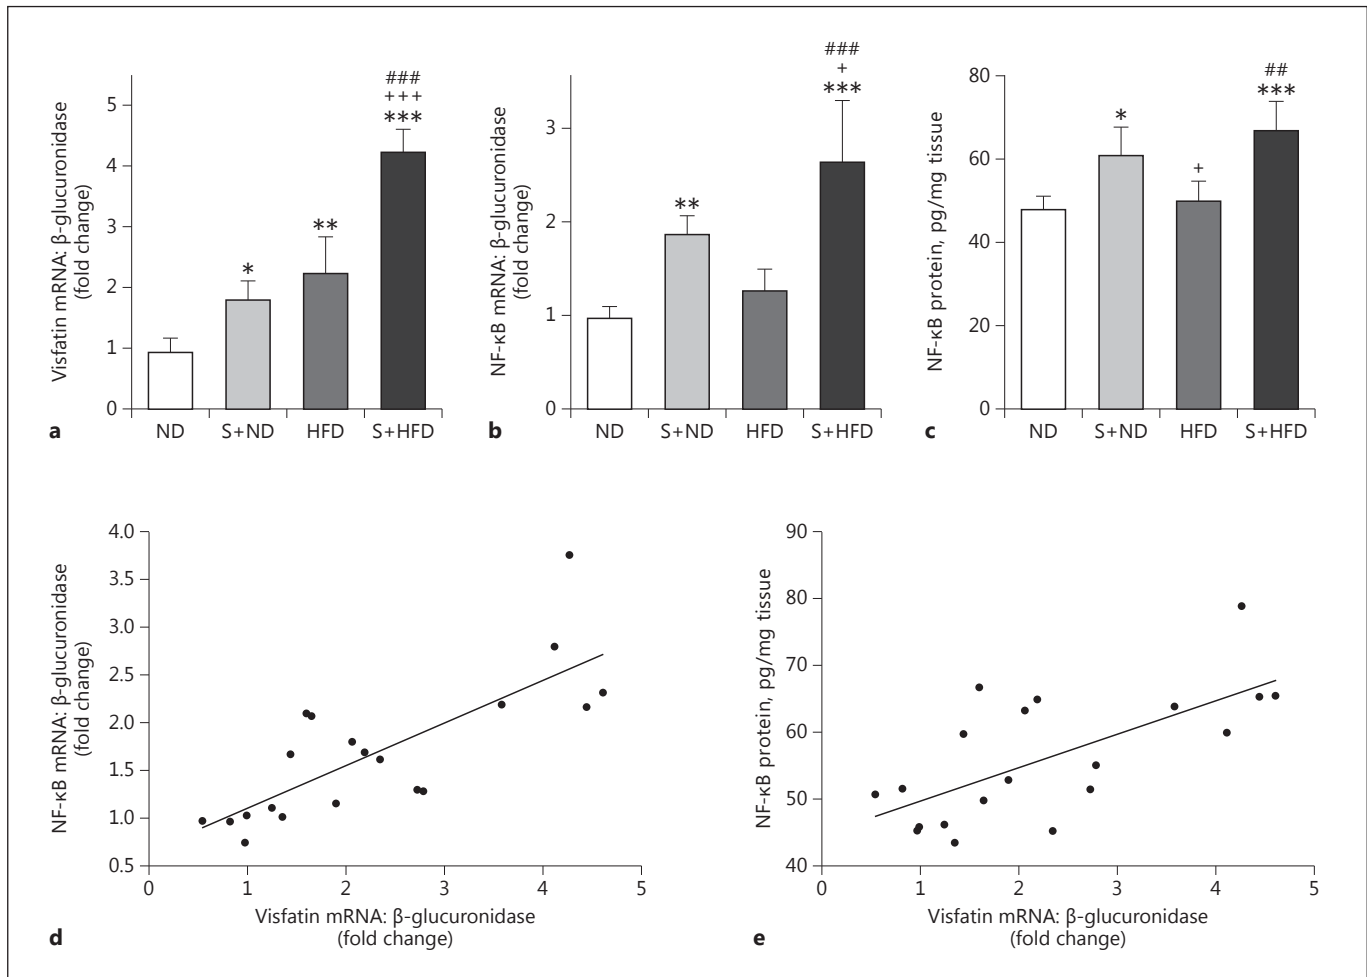 Visfatin mRNA: β-glucuronidase
(fold change)
5
4
3
2
1
0
###
+++
***
**
*
ND
S+ND
HFD
S+HFD
a
NF-κB mRNA: β-glucuronidase
(fold change)
3
2
1
0
###
+
***
**
ND
S+ND
HFD
S+HFD
b
NF-κB protein, pg/mg tissue
80
60
40
20
0
##
***
*
+
ND
S+ND
HFD
S+HFD
c
NF-κB mRNA: β-glucuronidase
(fold change)
4.0
3.5
3.0
2.5
2.0
1.5
1.0
0.5
0
1
2
3
4
5
Visfatin mRNA: β-glucuronidase
(fold change)
d
NF-κB protein, pg/mg tissue
90
80
70
60
50
40
0
1
2
3
4
5
Visfatin mRNA: β-glucuronidase
(fold change)
e